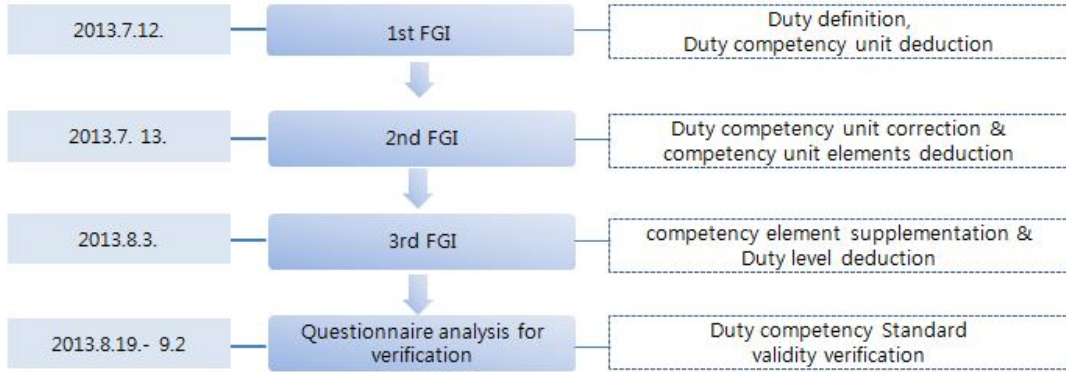 2013.7.12.
1st FGI
Duty definition,
Duty competency unit deduction
2013.7. 13.
2nd FGI
Duty competency unit correction &
competency unit elements deduction
2013.8.3.
3rd FGI
competency element supplementation &
Duty level deduction
2013.8.19.- 9.2
Questionnaire analysis for
verification
Duty competency Standard
validity verification